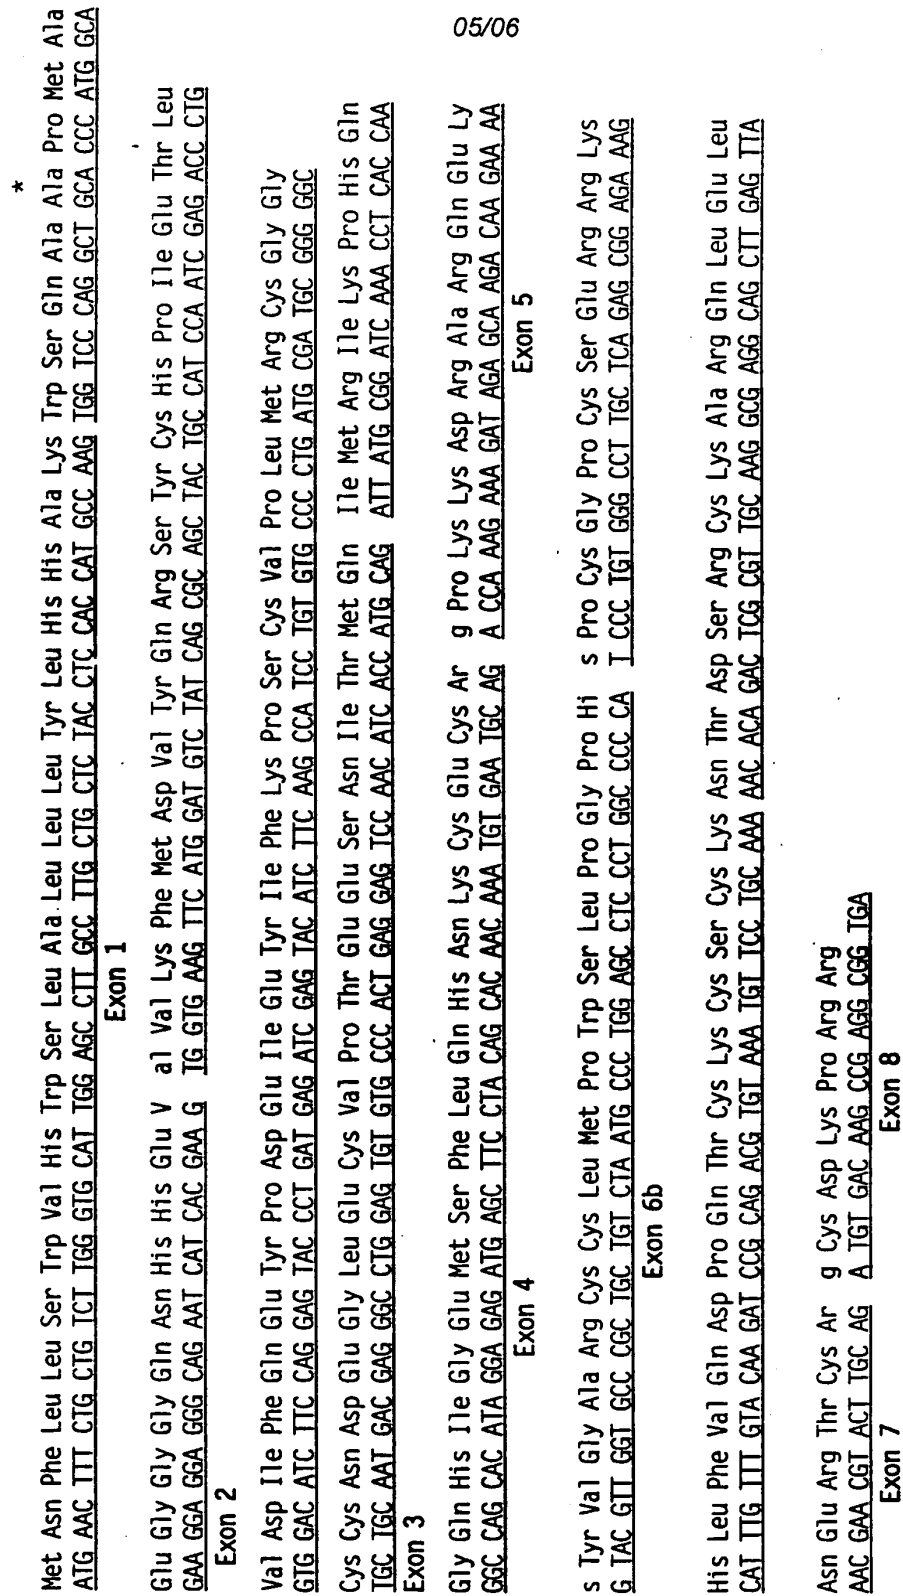 05/06
*
Met Asn Phe Leu Leu Ser Trp Val His Trp Ser Leu Ala Leu Leu Leu Tyr Leu His His Ala Lys Trp Ser Gln Ala Ala Pro Met Ala
ATG AAC TTT CTG CTG TCT TGG GTG CAT TGG AGC CTT GCC TTG CTG CTC TAC CTC CAC CAT GCC AAG TGG TCC CAG GCT GCA CCC ATG GCA
Exon 1
Glu Gly Gly Gly Gln Asn His His Glu V al Val Lys Phe Met Asp Val Tyr Gln Arg Ser Tyr Cys His Pro Ile Glu Thr Leu
GAA GGA GGA GGG CAG AAT CAT CAC GAA G TG GTG AAG TTC ATG GAT GTC TAT CAG CGC AGC TAC TGC CAT CCA ATC GAG ACC CTG
Exon 2
Val Asp Ile Phe Gln Glu Tyr Pro Asp Glu Ile Glu Tyr Ile Phe Lys Pro Ser Cys Val Pro Leu Met Arg Cys Gly Gly
GTG GAC ATC TTC CAG GAG TAC CCT GAT GAG ATC GAG TAC ATC TTC AAG CCA TCC TGT GTG CCC CTG ATG CGA TGC GGG GGC
Cys Cys Asn Asp Glu Gly Leu Glu Cys Val Pro Thr Glu Glu Ser Asn Ile Thr Met Gln Ile Met Arg Ile Lys Pro His Gln
TGC TGC AAT GAC GAG GGC CTG GAG TGT GTG CCC ACT GAG GAG TCC AAC ATC ACC ATG CAG ATT ATG CGG ATC AAA CCT CAC CAA
Exon 3
Gly Gln His Ile Gly Glu Met Ser Phe Leu Gln His Asn Lys Cys Glu Cys Ar g Pro Lys Lys Asp Arg Ala Arg Gln Glu Ly
GGC CAG CAC ATA GGA GAG ATG AGC TTC CTA CAG CAC AAC AAA TGT GAA TGC AG A CCA AAG AAA GAT AGA GCA AGA CAA GAA AA
Exon 4 Exon 5
s Tyr Val Gly Ala Arg Cys Cys Leu Met Pro Trp Ser Leu Pro Gly Pro Hi s Pro Cys Gly Pro Cys Ser Glu Arg Arg Lys
G TAC GTT GGT GCC CGC TGC TGT CTA ATG CCC TGG AGC CTC CCT GGC CCC CA T CCC TGT GGG CCT TGC TCA GAG CGG AGA AAG
Exon 6b
His Leu Phe Val Gln Asp Pro Gln Thr Cys Lys Cys Ser Cys Lys Asn Thr Asp Ser Arg Cys Lys Ala Arg Gln Leu Glu Leu
CAT TTG TTT GTA CAA GAT CCG CAG ACG TGT AAA TGT TCC TGC AAA AAC ACA GAC TCG CGT TGC AAG GCG AGG CAG CTT GAG TTA
Asn Glu Arg Thr Cys Ar g Cys Asp Lys Pro Arg Arg
AAC GAA CGT ACT TGC AG A TGT GAC AAG CCG AGG CGG TGA
Exon 7 Exon 8